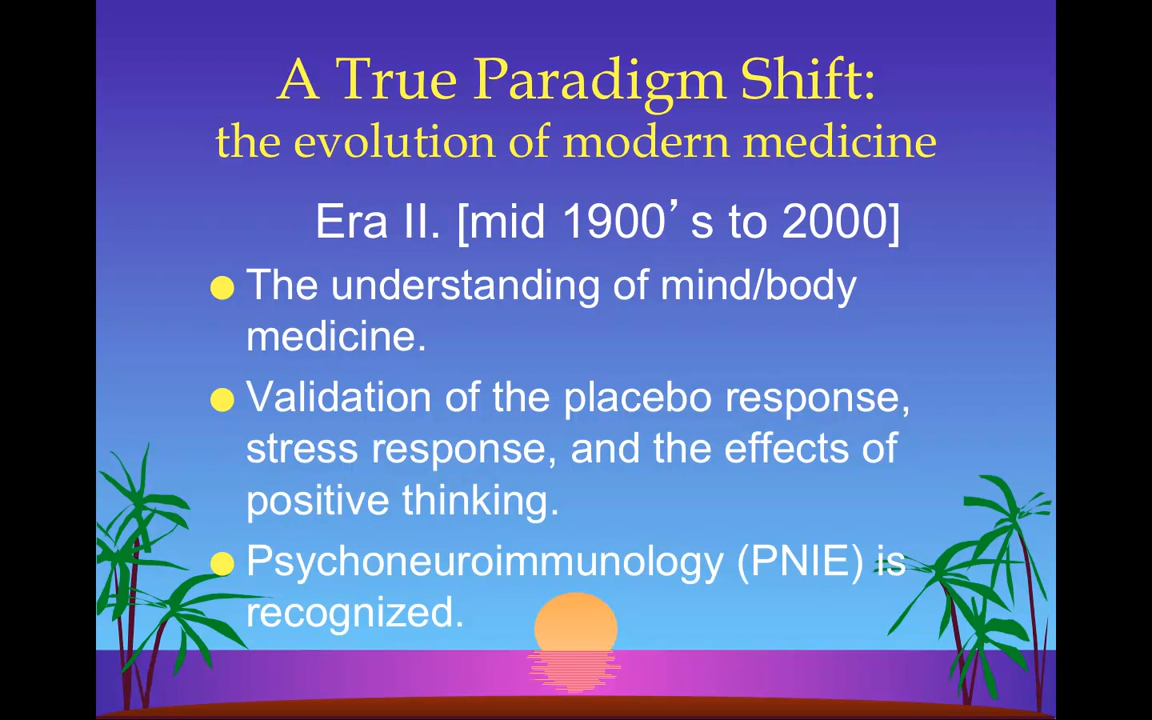 A True Paradigm Shift:
the evolution of modern medicine
Era II. [mid 1900’s to 2000]
The understanding of mind/body
medicine.
Validation of the placebo response,
stress response, and the effects of
positive thinking.
Psychoneuroimmunology (PNIE) is
recognized.